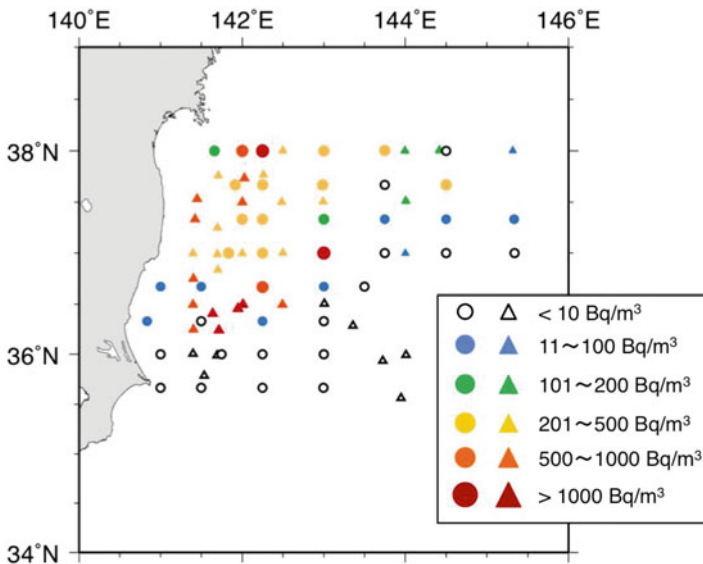 140°E 142°E 144°E 146°E
38°N
36°N
34°N
< 10 Bq/m³
11～100 Bq/m³
101～200 Bq/m³
201～500 Bq/m³
500～1000 Bq/m³
> 1000 Bq/m³